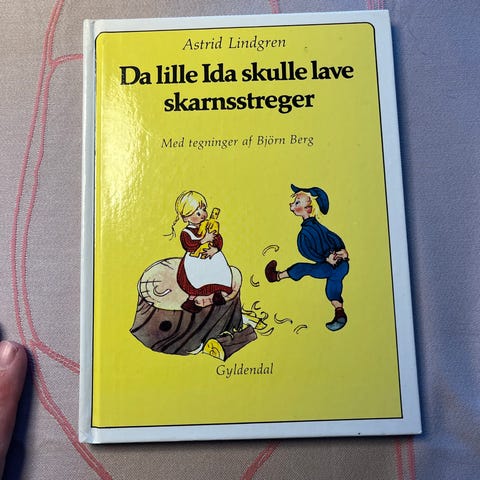 Astrid Lindgren
Da lille Ida skulle lave
skarnsstreger
Med tegninger af Björn Berg
Gyldendal